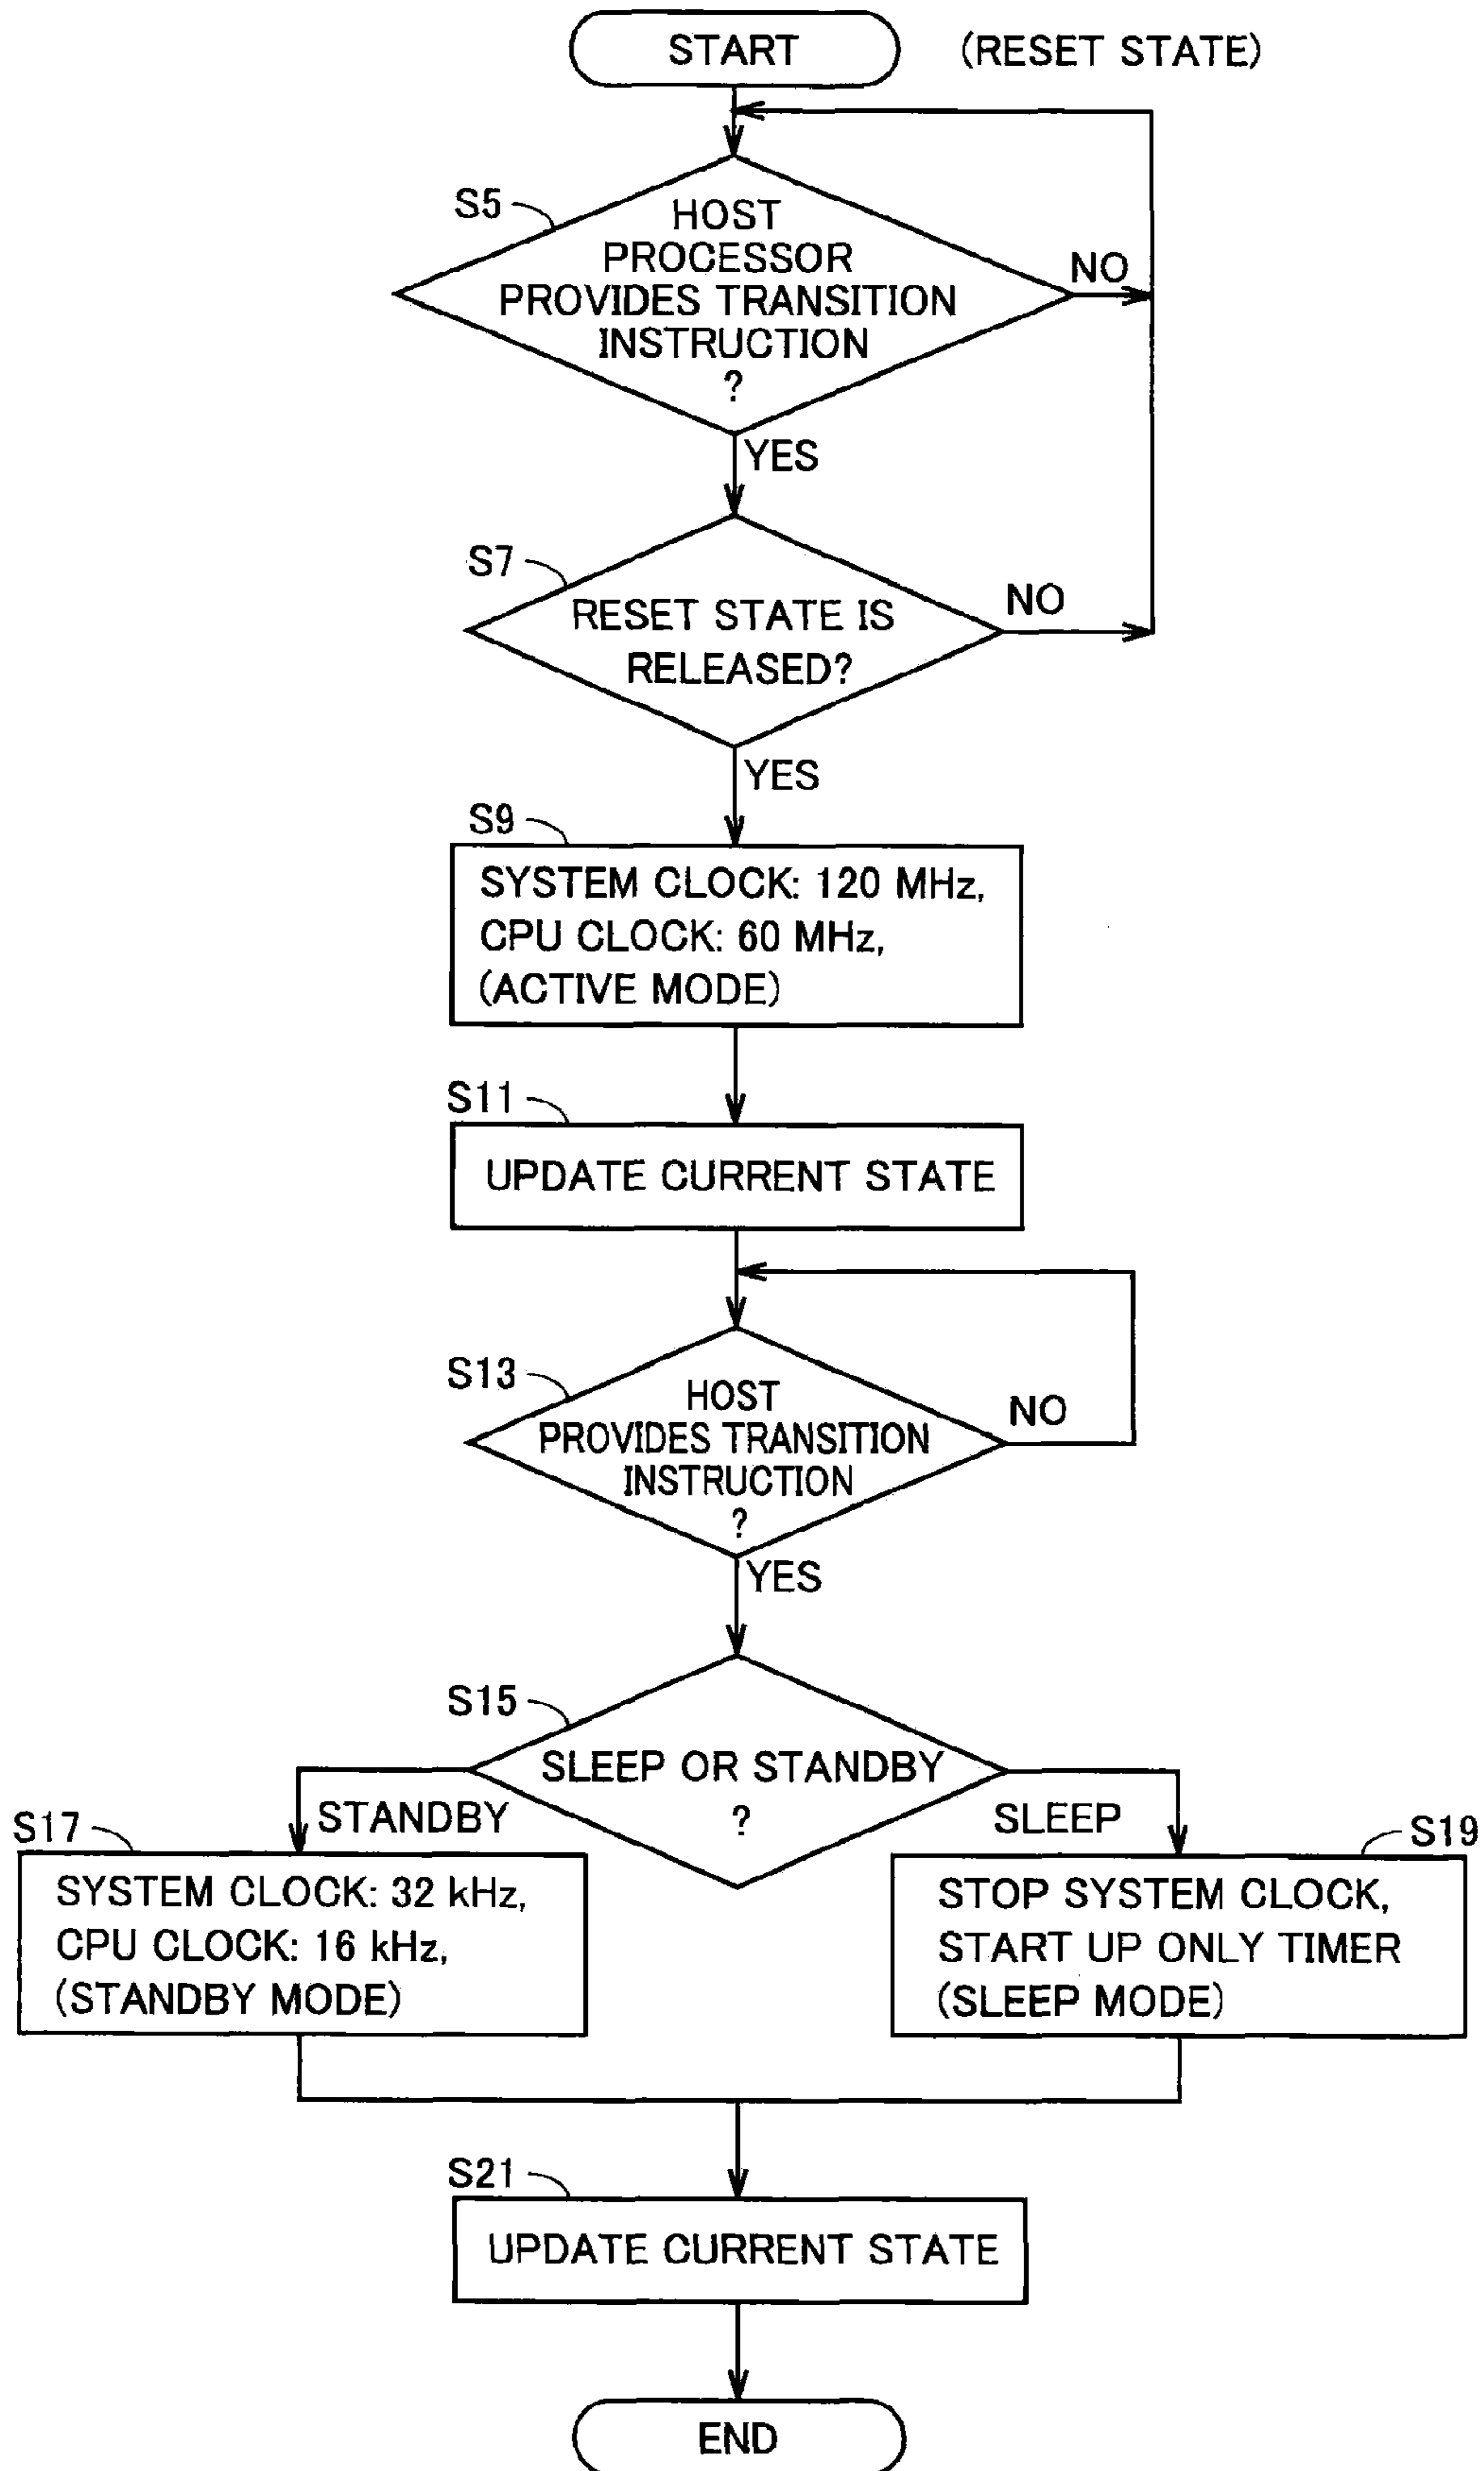 START
(RESET STATE)
S5
HOST
PROCESSOR
PROVIDES TRANSITION
INSTRUCTION
?
NO
YES
S7
RESET STATE IS
RELEASED?
NO
YES
S9
SYSTEM CLOCK: 120 MHz,
CPU CLOCK: 60 MHz,
(ACTIVE MODE)
S11
UPDATE CURRENT STATE
S13
HOST
PROVIDES TRANSITION
INSTRUCTION
?
NO
YES
S15
SLEEP OR STANDBY
?
STANDBY
SLEEP
S17
SYSTEM CLOCK: 32 kHz,
CPU CLOCK: 16 kHz,
(STANDBY MODE)
S19
STOP SYSTEM CLOCK,
START UP ONLY TIMER
(SLEEP MODE)
S21
UPDATE CURRENT STATE
END